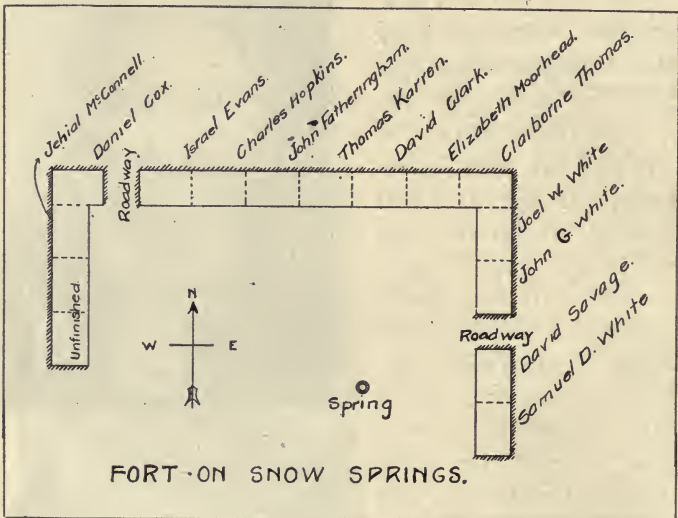 Jehial McConnell.
Daniel Cox.
Roadway
Israel Evans.
Charles Hopkins.
John Fatheringham.
Thomas Karren.
David Clark.
Elizabeth Moorhead.
Claiborne Thomas.
Joel W. White
John G. White.
Roadway
David Savage.
Samuel D. White
Unfinished.
N
W E
Spring
FORT ON SNOW SPRINGS.